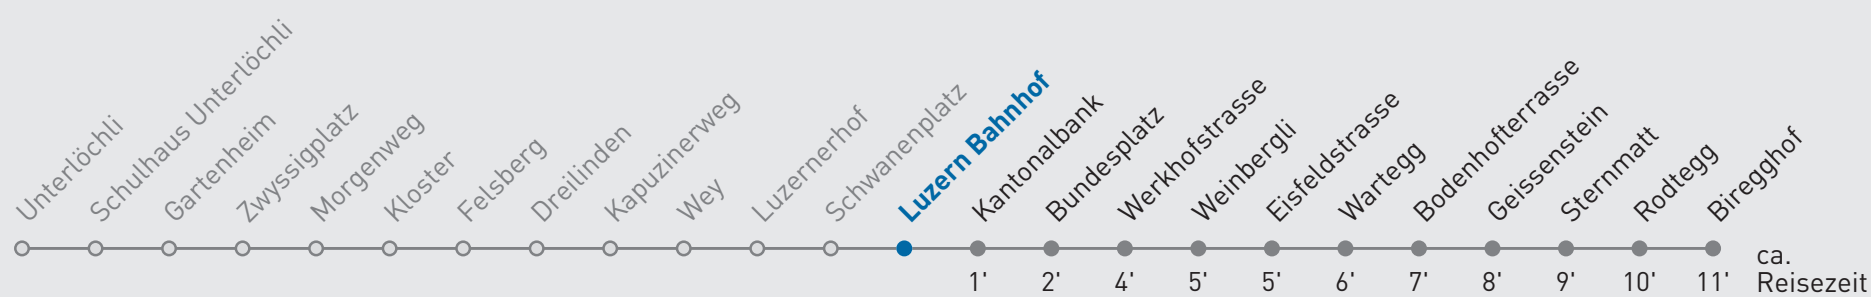 Unterlöchli
Schulhaus Unterlöchli
Gartenheim
Zwyssigplatz
Morgenweg
Kloster
Felsberg
Dreilinden
Kapuzinerweg
Wey
Luzernerhof
Schwanenplatz
Luzern Bahnhof
Kantonalbank
Bundesplatz
Werkhofstrasse
Weinbergli
Eisfeldstrasse
Wartegg
Bodenhofterrasse
Geissenstein
Sternmatt
Rodtegg
Biregghof
1' 2' 4' 5' 5' 6' 7' 8' 9' 10' 11'
ca.
Reisezeit